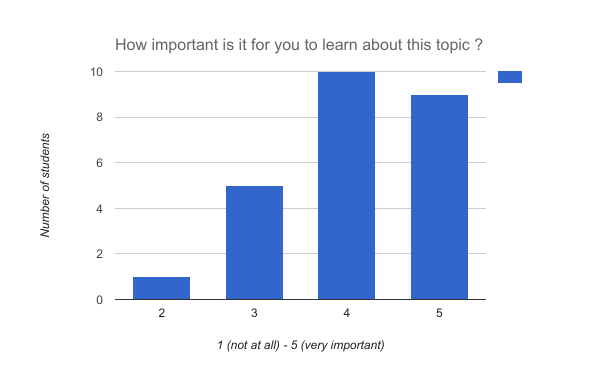 How important is it for you to learn about this topic ?
10
8
6
4
2
0
Number of students
2 3 4 5
1 (not at all) - 5 (very important)